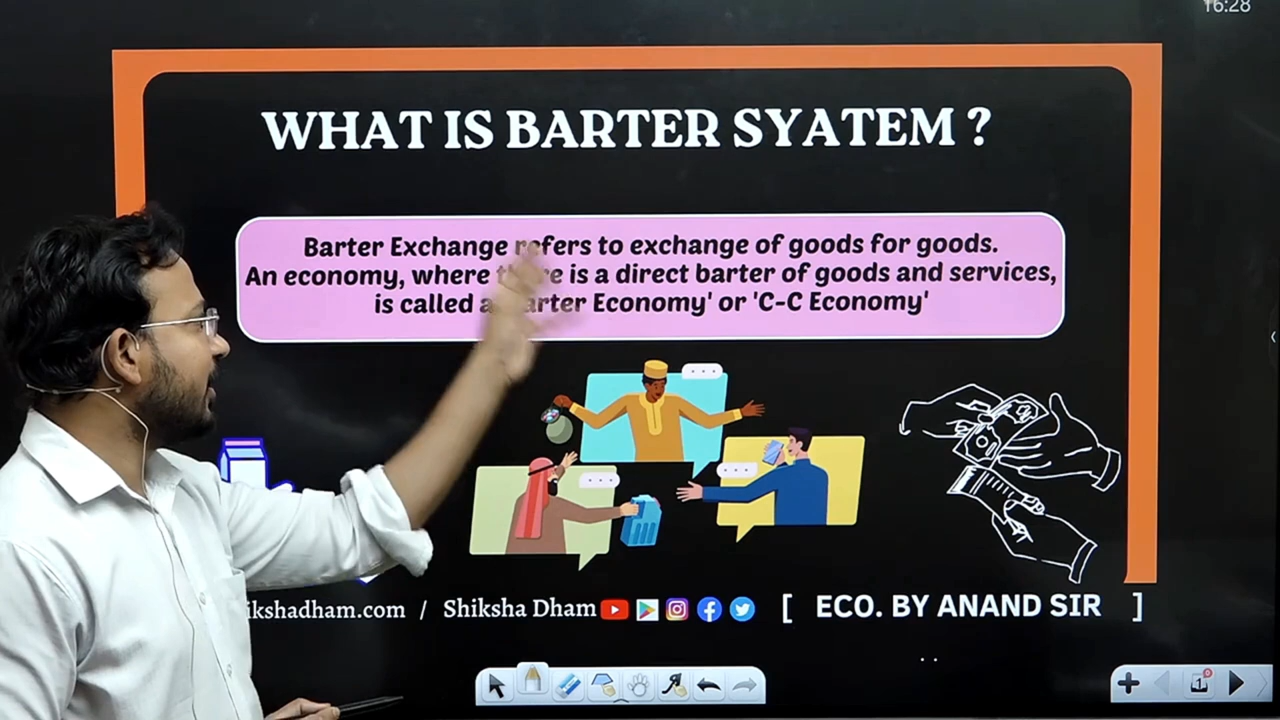 16:28
WHAT IS BARTER SYATEM ?
Barter Exchange refers to exchange of goods for goods.
An economy, where is a direct barter of goods and services,
is called a Economy' or 'C-C Economy'
ikshadham.com / Shiksha Dham [ ECO. BY ANAND SIR ]
1